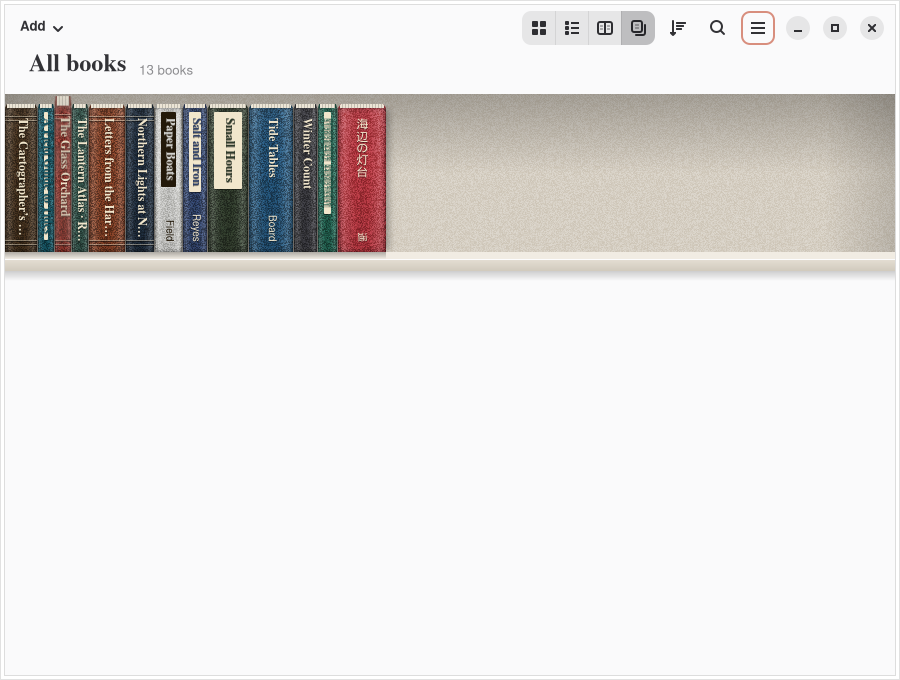 Add
All books
13 books
The Cartographer's ...
The Glass Orchard
The Lantern Atlas · R...
Letters from the Har...
Northern Lights at N...
Paper Boats
Field
Salt and Iron
Reyes
Small Hours
Tide Tables
Board
Winter Count
海辺の灯台